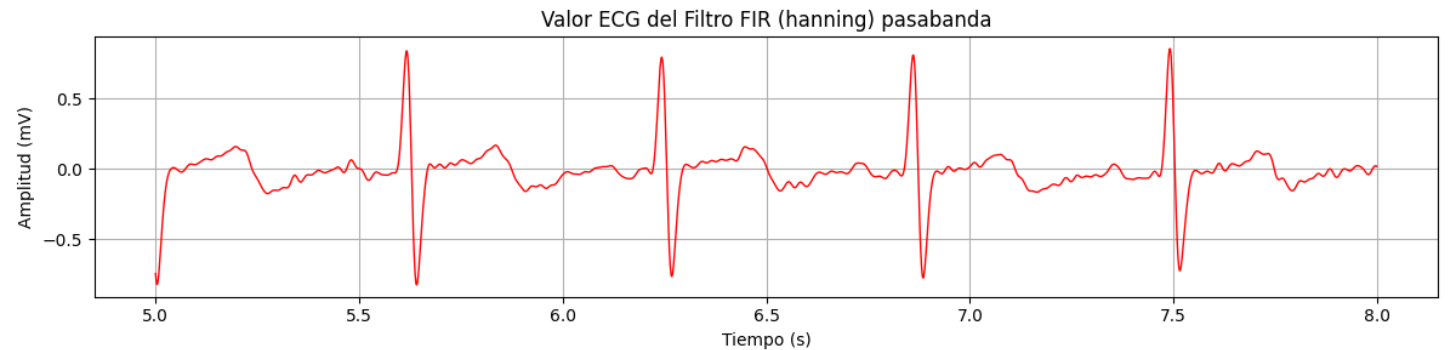 Valor ECG del Filtro FIR (hanning) pasabanda
Amplitud (mV)
0.5
0.0
−0.5
5.0 5.5 6.0 6.5 7.0 7.5 8.0
Tiempo (s)